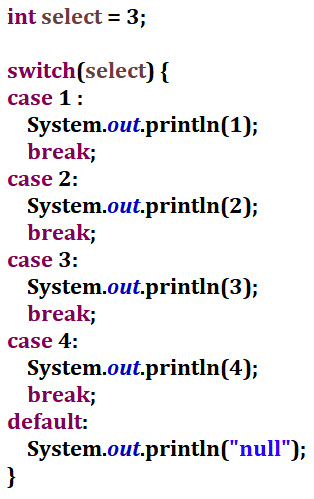 int select = 3;
switch(select) {
case 1 :
System.out.println(1);
break;
case 2:
System.out.println(2);
break;
case 3:
System.out.println(3);
break;
case 4:
System.out.println(4);
break;
default:
System.out.println("null");
}